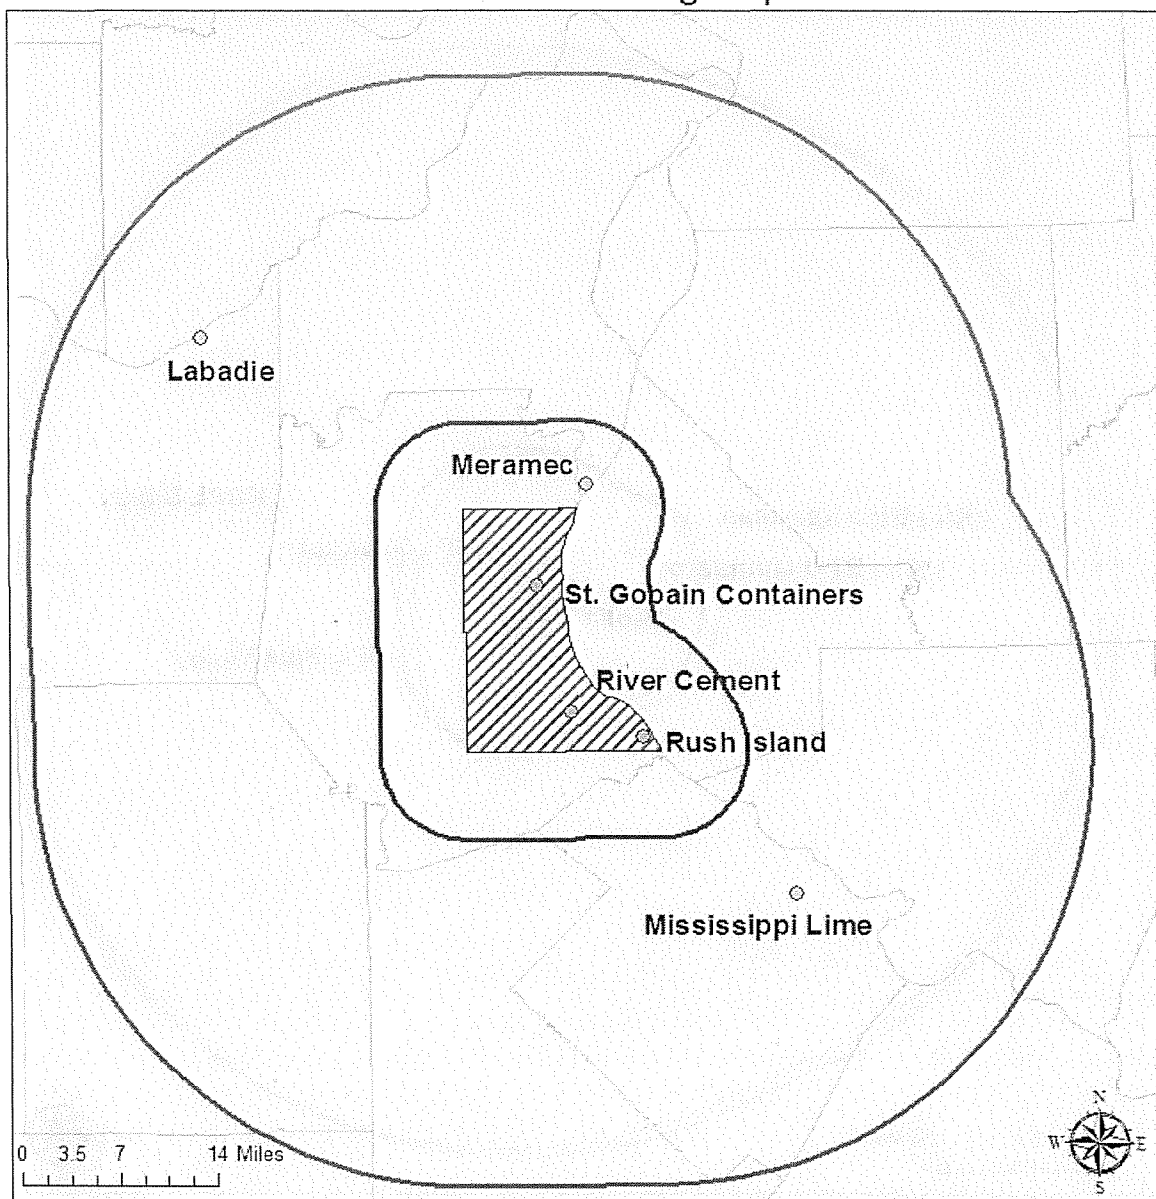 Labadie
Meramec
St. Gobain Containers
River Cement
Rush Island
Mississippi Lime
0 3.5 7 14 Miles
N
W E
S